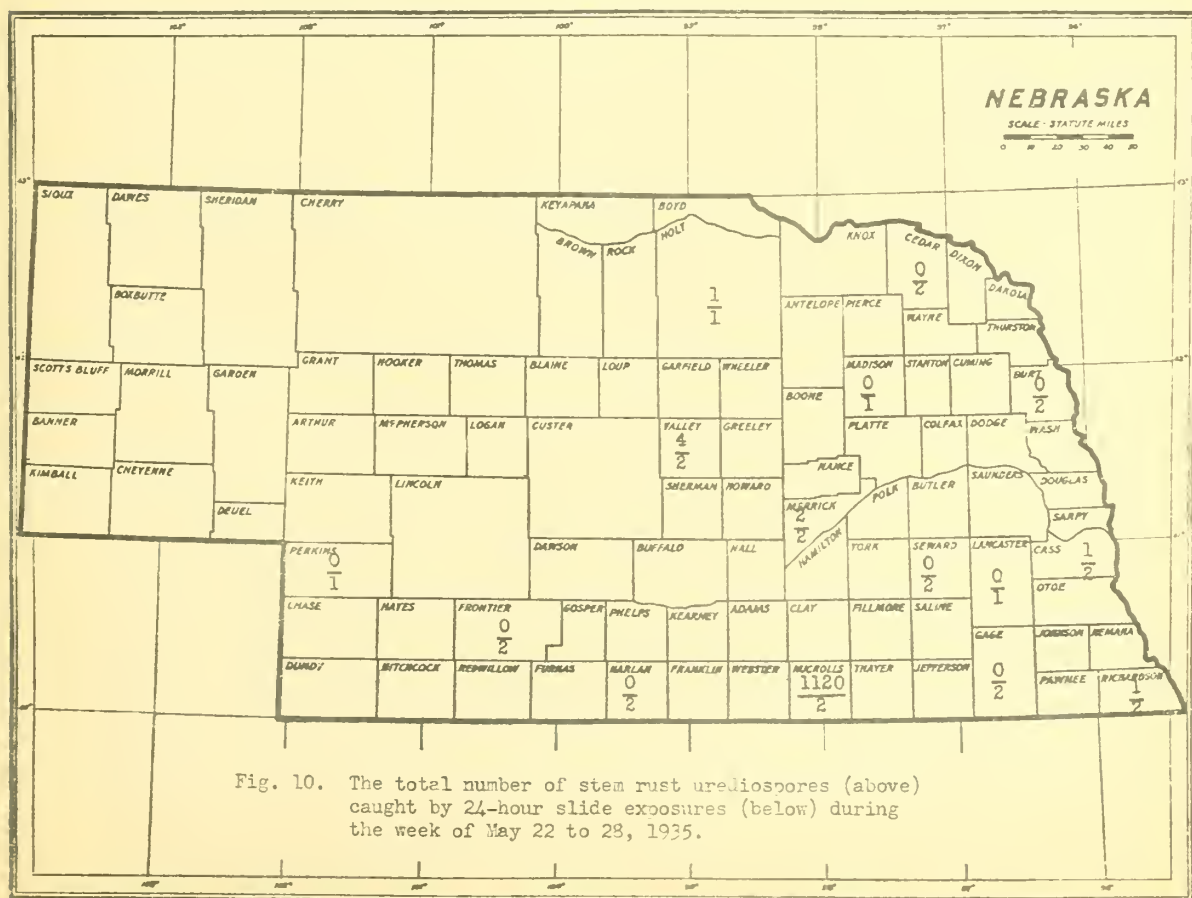 NEBRASKA
SCALE - STATUTE MILES
0 10 20 30 40 50
SIOUX DAWES SHERIDAN CHERRY KEYAPAHA BOYD
BROWN ROCK HOLT KNOX CEDAR DIXON
0
2
DAKOTA
1
1
BOXBUTTE ANTELOPE PIERCE WAYNE THURSTON
SCOTTS BLUFF MORRILL GARDEN GRANT HOOKER THOMAS BLAINE LOUP GARFIELD WHEELER MADISON STANTON CUMING BURT
0
1
0
2
BOONE
BANNER ARTHUR McPHERSON LOGAN CUSTER VALLEY GREELEY PLATTE COLFAX DODGE WASH
4
2
KIMBALL CHEYENNE NANCE
KEITH LINCOLN SHERMAN HOWARD MERRICK POLK BUTLER SAUNDERS DOUGLAS
2
2
DEUEL SARPY
HAMILTON
PERKINS DAWSON BUFFALO HALL YORK SEWARD LANCASTER CASS
0
1
0
2
0
1
1
2
OTOE
CHASE HAYES FRONTIER GOSPER PHELPS KEARNEY ADAMS CLAY FILLMORE SALINE
0
2
GAGE JOHNSON NEMAHA
0
2
DUNDY HITCHCOCK REDWILLOW FURNAS HARLAN FRANKLIN WEBSTER NUCKOLLS THAYER JEFFERSON PAWNEE RICHARDSON
0
2
1120
2
1
2
Fig. 10. The total number of stem rust urediospores (above)
caught by 24-hour slide exposures (below) during
the week of May 22 to 28, 1935.